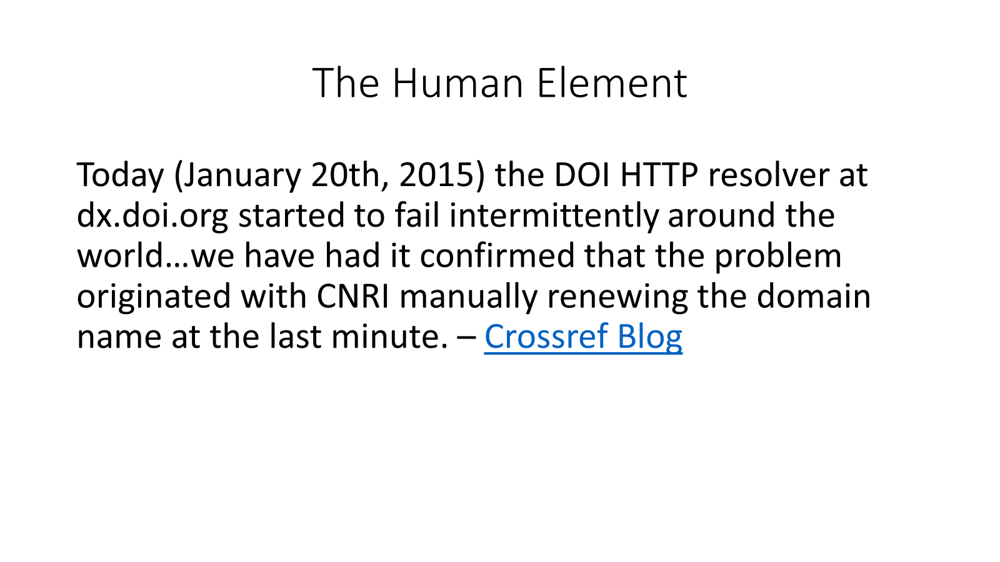 The Human Element
Today (January 20th, 2015) the DOI HTTP resolver at
dx.doi.org started to fail intermittently around the
world…we have had it confirmed that the problem
originated with CNRI manually renewing the domain
name at the last minute. – Crossref Blog